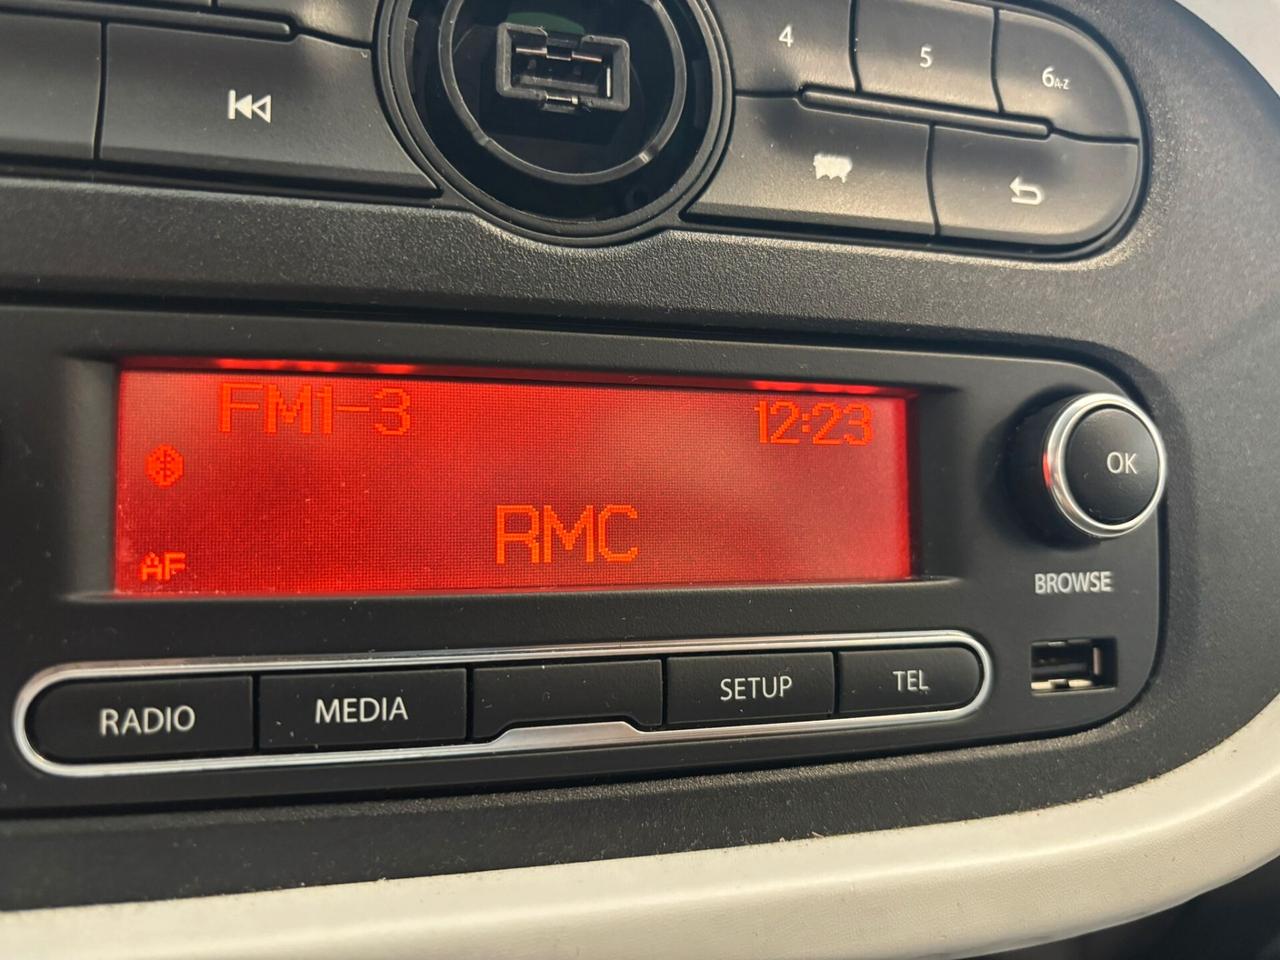 4
5
6A-Z
FM1-3
12:23
RMC
AF
OK
BROWSE
RADIO
MEDIA
SETUP
TEL